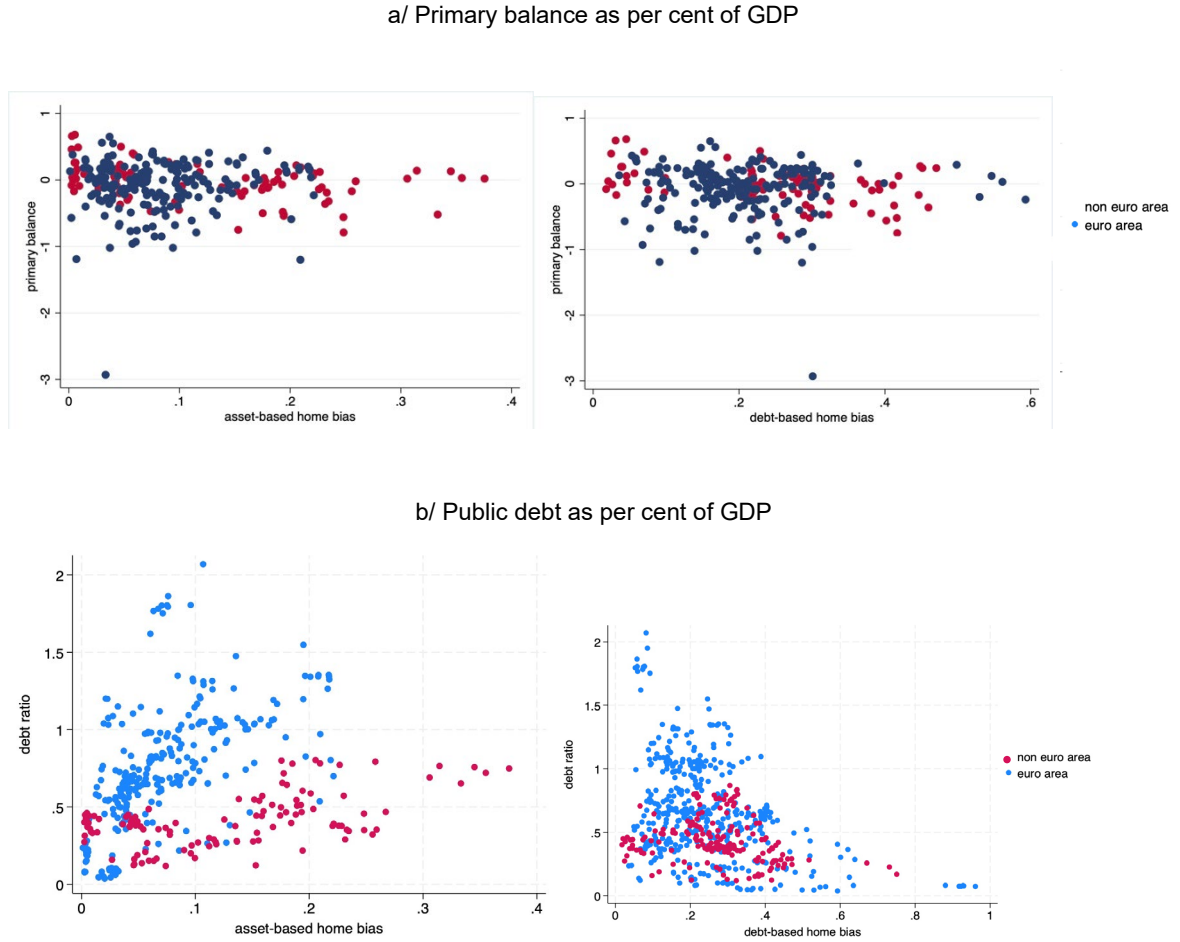 a/ Primary balance as per cent of GDP
1
0
-1
-2
-3
primary balance
0 .1 .2 .3 .4
asset-based home bias
1
0
-1
-2
-3
primary balance
0 .2 .4 .6
debt-based home bias
non euro area
euro area
b/ Public debt as per cent of GDP
2
1.5
1
.5
0
debt ratio
0 .1 .2 .3 .4
asset-based home bias
2
1.5
1
.5
0
debt ratio
0 .2 .4 .6 .8 1
debt-based home bias
non euro area
euro area